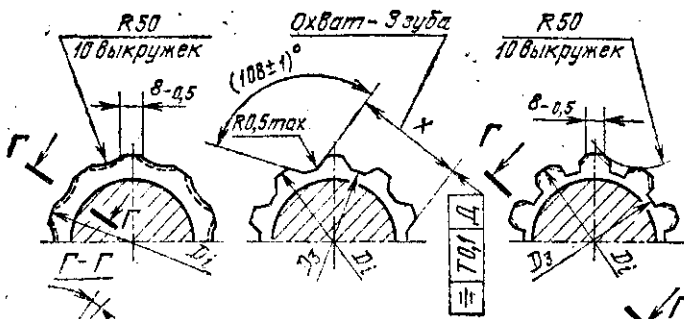 R50
10 выкружек
8-0,5
Г
Г
Di
Г-Г
Охват - 3 зуба
(108±1)°
R0,5max
x
T0,1 Д
D3
Di
R50
10 выкружек
8-0,5
Г
D3
Di
Г